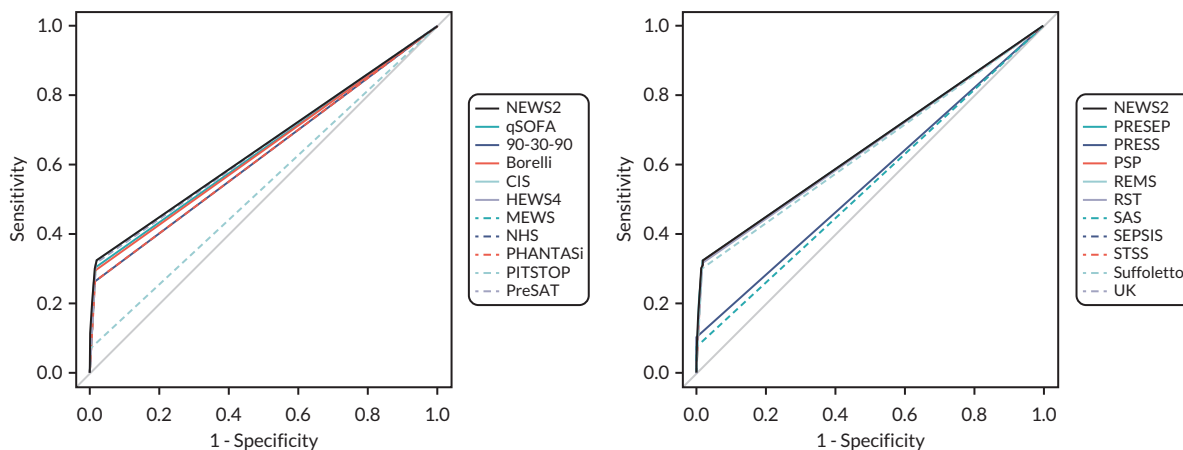 1.0
0.8
0.6
0.4
0.2
0.0
Sensitivity
0.0 0.2 0.4 0.6 0.8 1.0
1 - Specificity
NEWS2
qSOFA
90-30-90
Borelli
CIS
HEWS4
MEWS
NHS
PHANTASi
PITSTOP
PreSAT
1.0
0.8
0.6
0.4
0.2
0.0
Sensitivity
0.0 0.2 0.4 0.6 0.8 1.0
1 - Specificity
NEWS2
PRESEP
PRESS
PSP
REMS
RST
SAS
SEPSIS
STSS
Suffoletto
UK